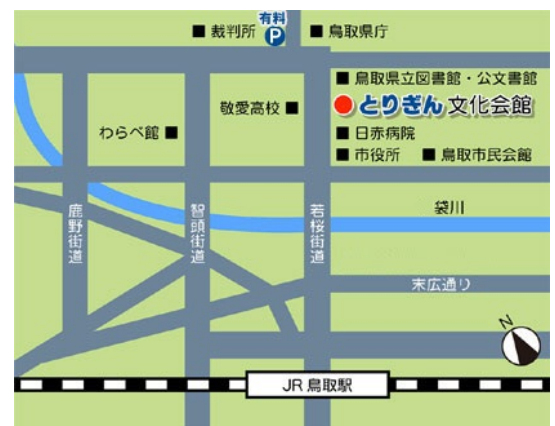 有料
■ 裁判所 P ■ 鳥取県庁
■ 鳥取県立図書館・公文書館
敬愛高校 ■
● とりぎん 文化会館
わらべ館 ■
■ 日赤病院
■ 市役所 ■ 鳥取市民会館
鹿野街道
智頭街道
若桜街道
袋川
末広通り
N
JR 鳥取駅